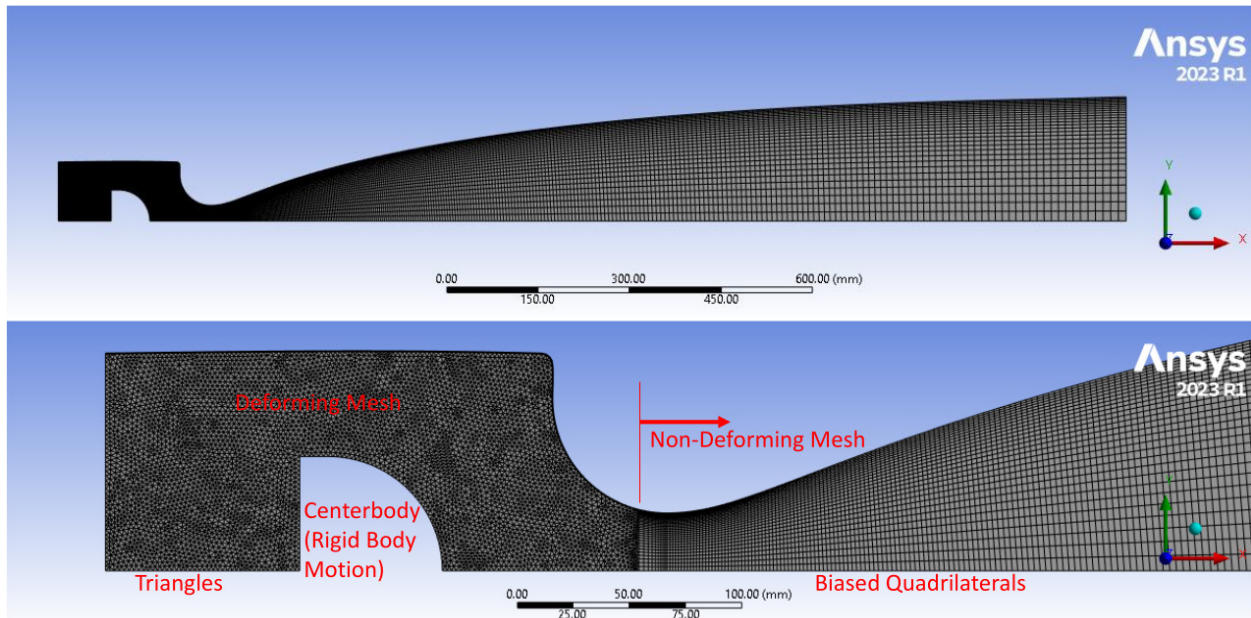 Ansys
2023 R1
Y
Z
X
0.00
300.00
600.00 (mm)
150.00
450.00
Ansys
2023 R1
Deforming Mesh
Non-Deforming Mesh
Centerbody
(Rigid Body
Motion)
Triangles
Biased Quadrilaterals
Y
X
0.00
50.00
100.00 (mm)
25.00
75.00